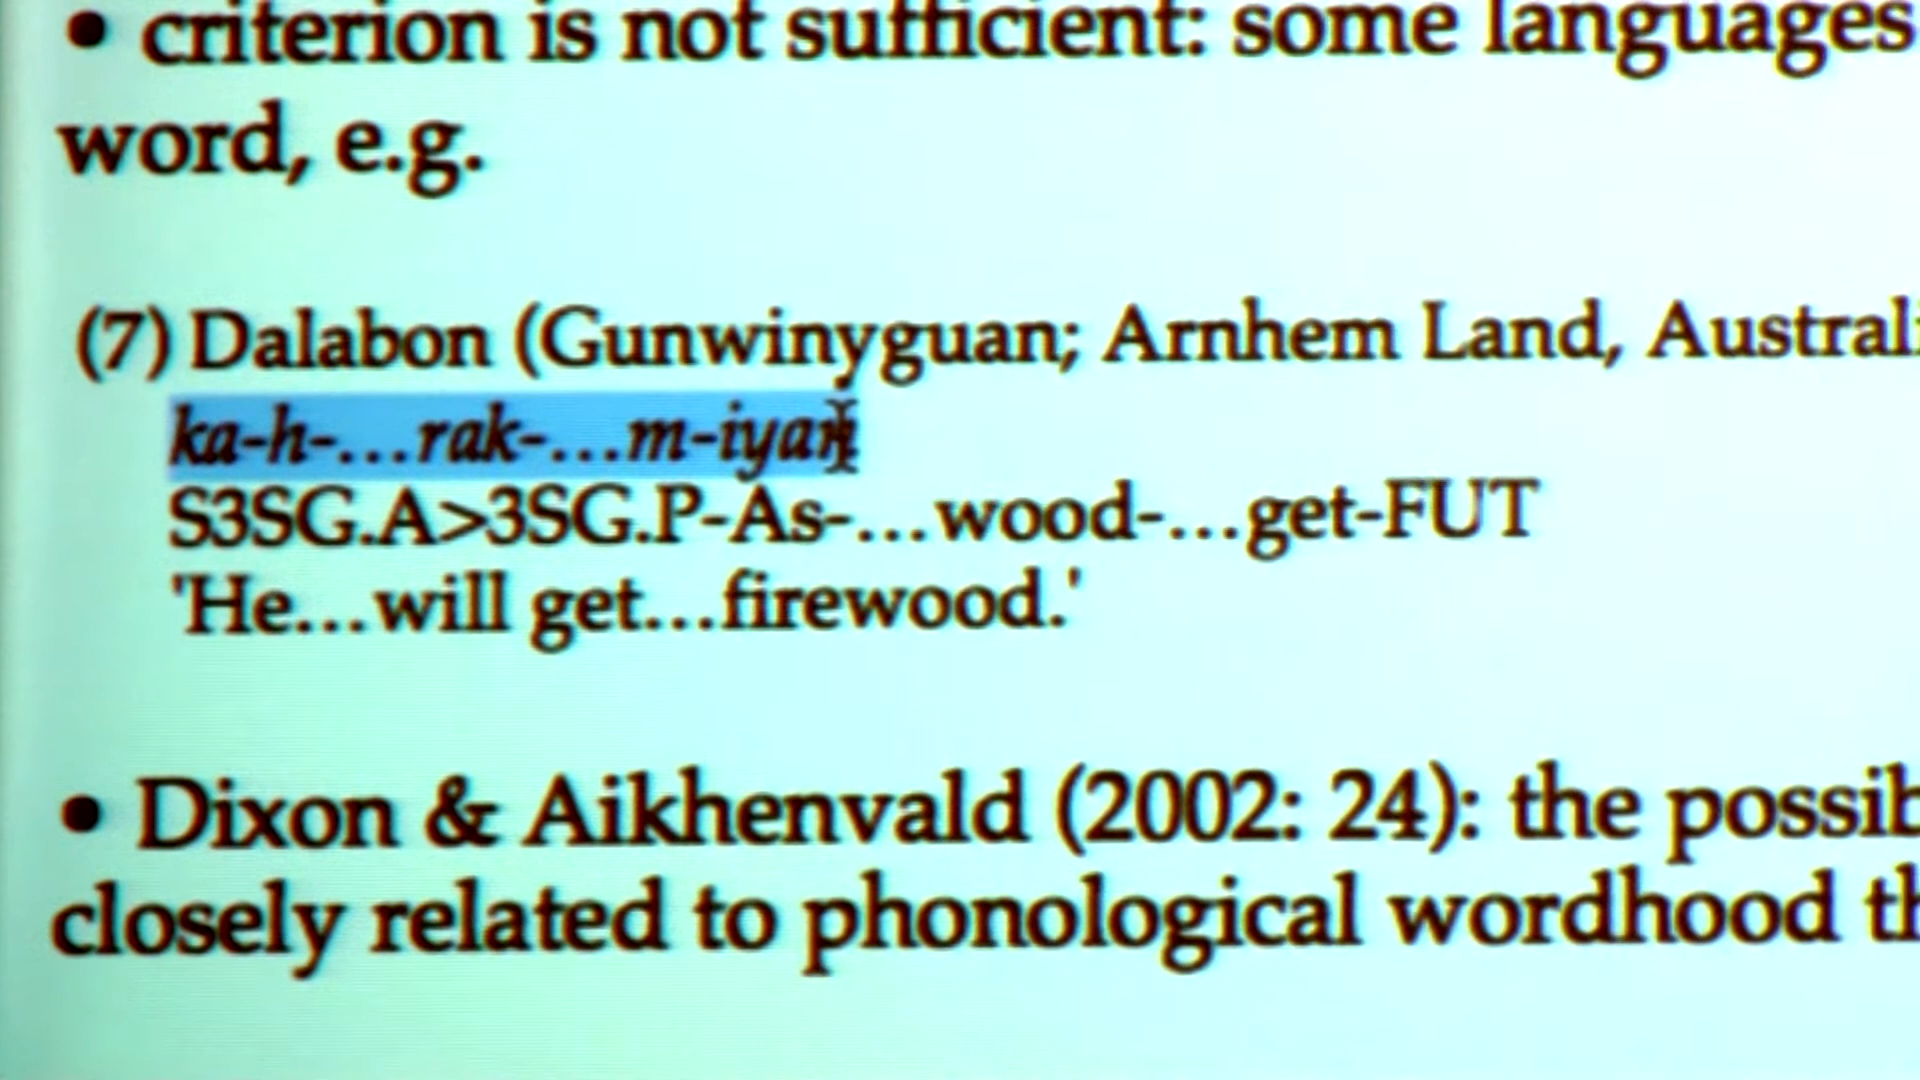 • criterion is not sufficient: some languages
word, e.g.
(7) Dalabon (Gunwinyguan; Arnhem Land, Australi
ka-h-…rak-…m-iyan
S3SG.A>3SG.P-As-…wood-…get-FUT
'He…will get…firewood.'
• Dixon & Aikhenvald (2002: 24): the possib
closely related to phonological wordhood th